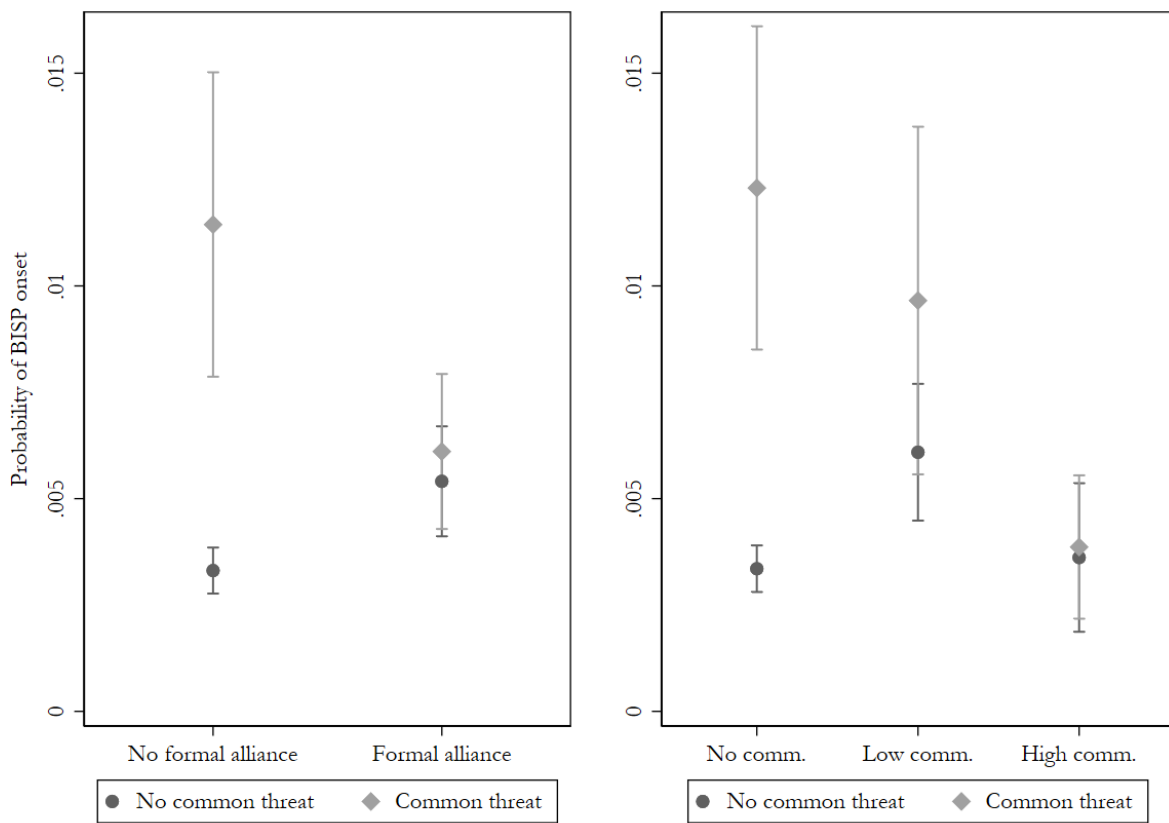 Probability of BISP onset
.015
.01
.005
0
No formal alliance
Formal alliance
No common threat
Common threat
.015
.01
.005
0
No comm.
Low comm.
High comm.
No common threat
Common threat